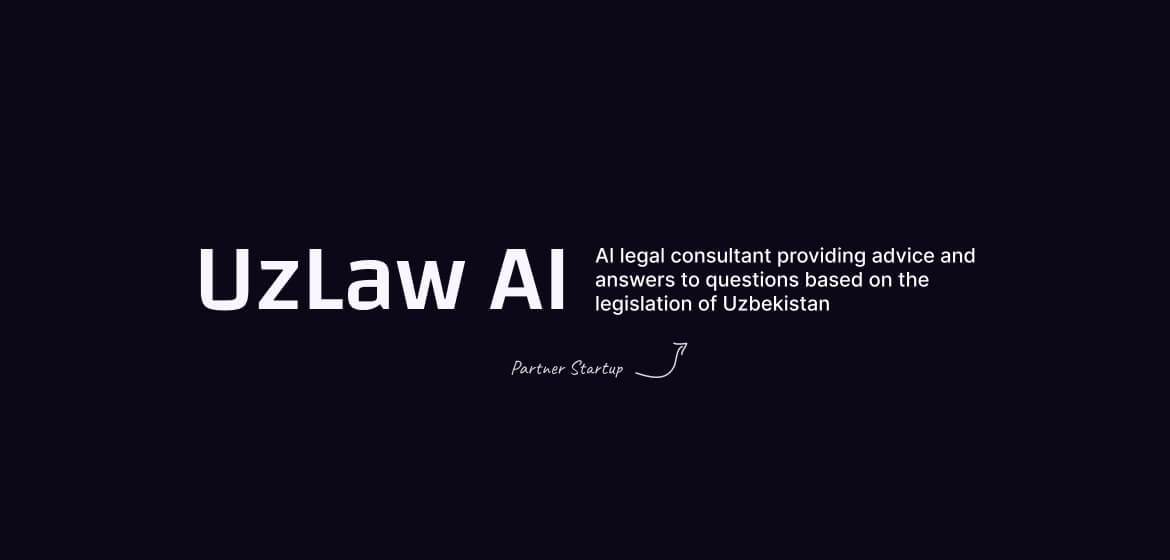 UzLaw AI
AI legal consultant providing advice and
answers to questions based on the
legislation of Uzbekistan
Partner Startup